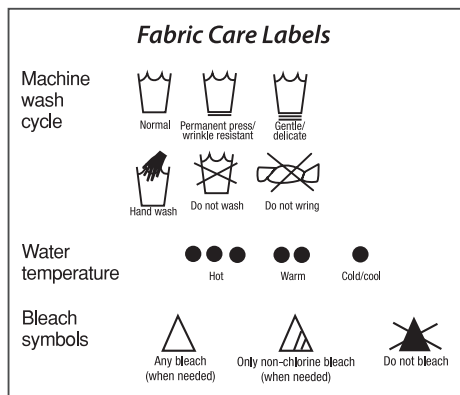 Fabric Care Labels
Machine
wash
cycle
Normal
Permanent press/
wrinkle resistant
Gentle/
delicate
Hand wash
Do not wash
Do not wring
Water
temperature
Hot
Warm
Cold/cool
Bleach
symbols
Any bleach
(when needed)
Only non-chlorine bleach
(when needed)
Do not bleach